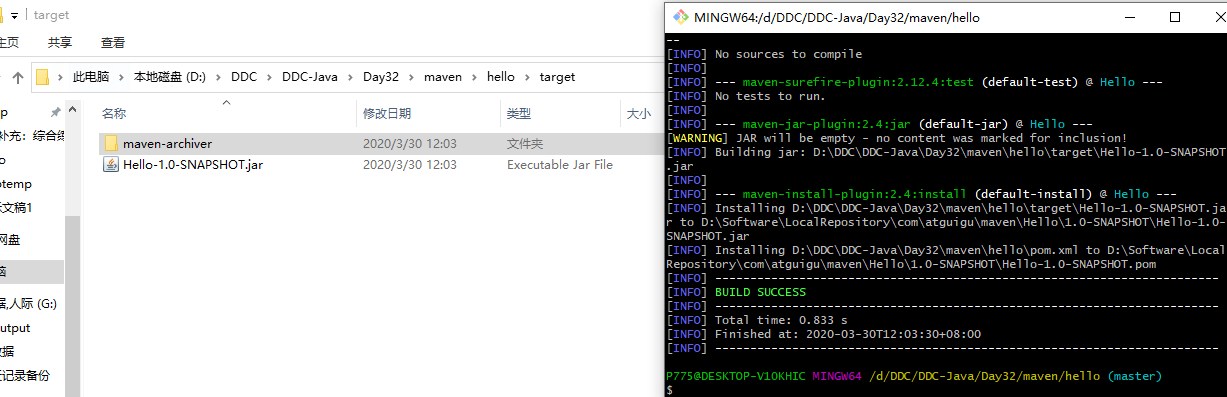 target
主页 共享 查看
此电脑 本地磁盘 (D:) DDC DDC-Java Day32 maven hello target
名称 修改日期 类型 大小
maven-archiver 2020/3/30 12:03 文件夹
Hello-1.0-SNAPSHOT.jar 2020/3/30 12:03 Executable Jar File
补充：综合练
文稿1
网盘
人际 (G:)
记录备份
MINGW64:/d/DDC/DDC-Java/Day32/maven/hello
--
[INFO] No sources to compile
[INFO]
[INFO] --- maven-surefire-plugin:2.12.4:test (default-test) @ Hello ---
[INFO] No tests to run.
[INFO]
[INFO] --- maven-jar-plugin:2.4:jar (default-jar) @ Hello ---
[WARNING] JAR will be empty - no content was marked for inclusion!
[INFO] Building jar: D:\DDC\DDC-Java\Day32\maven\hello\target\Hello-1.0-SNAPSHOT
.jar
[INFO]
[INFO] --- maven-install-plugin:2.4:install (default-install) @ Hello ---
[INFO] Installing D:\DDC\DDC-Java\Day32\maven\hello\target\Hello-1.0-SNAPSHOT.ja
r to D:\Software\LocalRepository\com\atguigu\maven\Hello\1.0-SNAPSHOT\Hello-1.0-
SNAPSHOT.jar
[INFO] Installing D:\DDC\DDC-Java\Day32\maven\hello\pom.xml to D:\Software\Local
Repository\com\atguigu\maven\Hello\1.0-SNAPSHOT\Hello-1.0-SNAPSHOT.pom
[INFO] ------------------------------------------------------------------------
[INFO] BUILD SUCCESS
[INFO] ------------------------------------------------------------------------
[INFO] Total time: 0.833 s
[INFO] Finished at: 2020-03-30T12:03:30+08:00
[INFO] ------------------------------------------------------------------------
P775@DESKTOP-V10KHIC MINGW64 /d/DDC/DDC-Java/Day32/maven/hello (master)
$